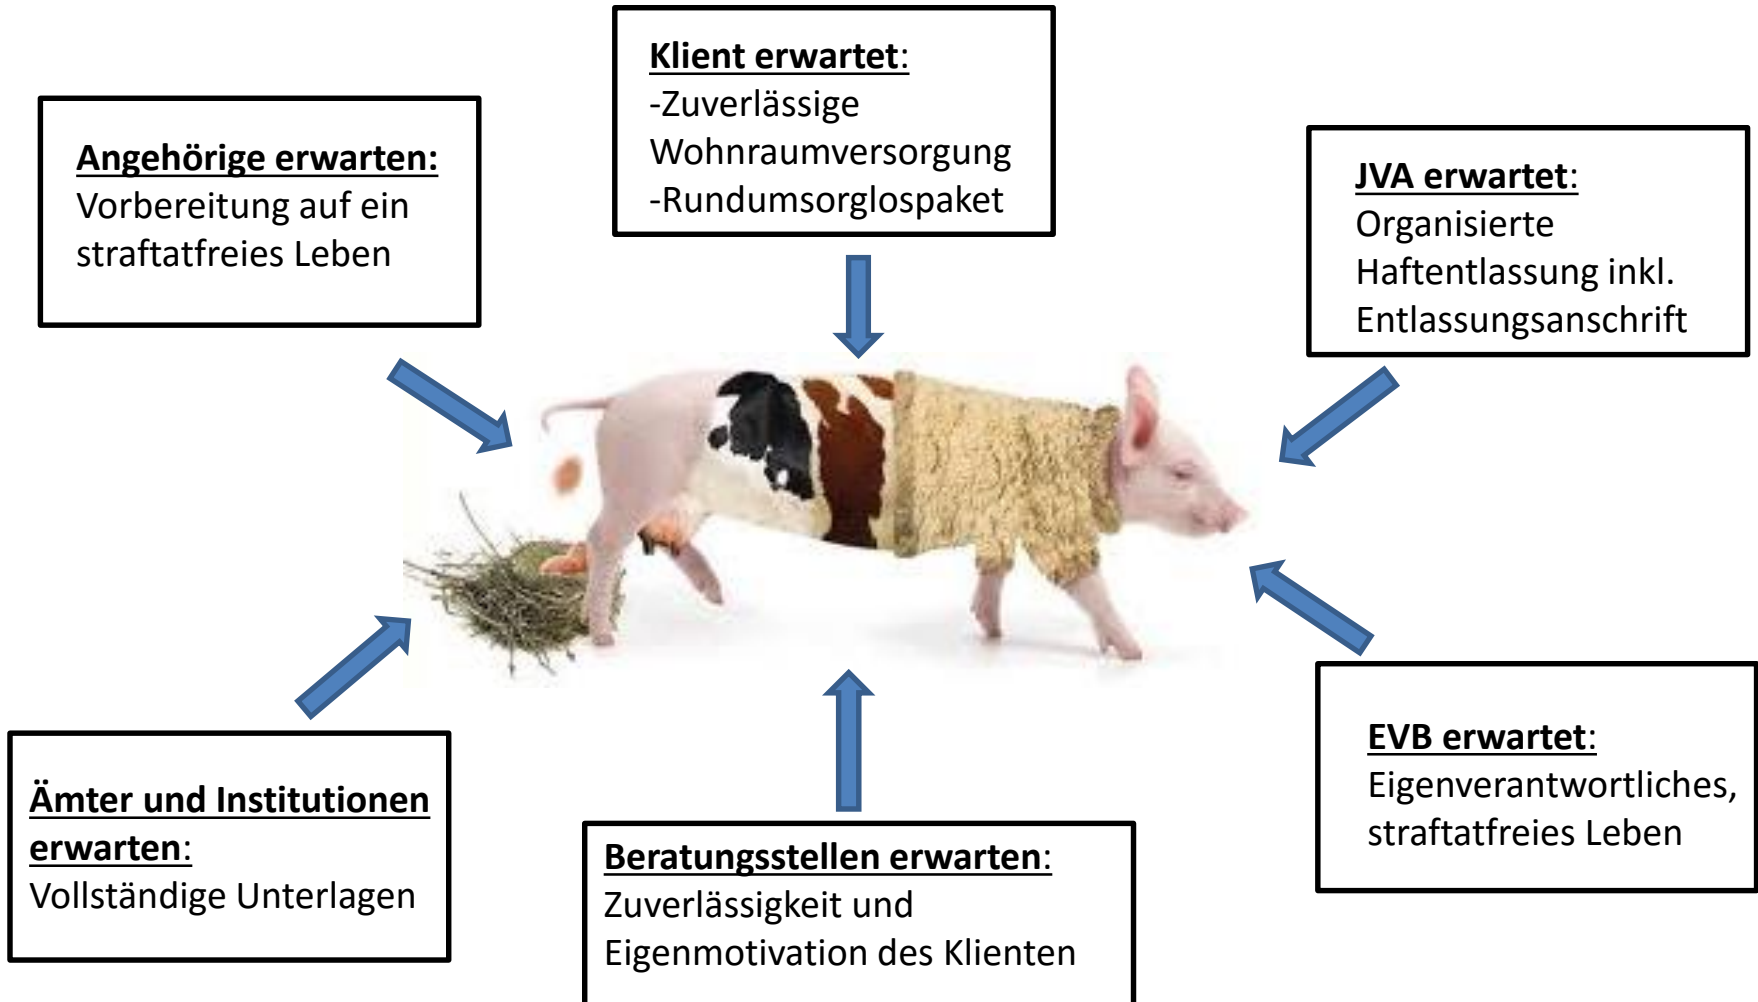 Klient erwartet:
-Zuverlässige
Wohnraumversorgung
-Rundumsorglospaket
Angehörige erwarten:
Vorbereitung auf ein
straftatfreies Leben
JVA erwartet:
Organisierte
Haftentlassung inkl.
Entlassungsanschrift
Ämter und Institutionen
erwarten:
Vollständige Unterlagen
Beratungsstellen erwarten:
Zuverlässigkeit und
Eigenmotivation des Klienten
EVB erwartet:
Eigenverantwortliches,
straftatfreies Leben